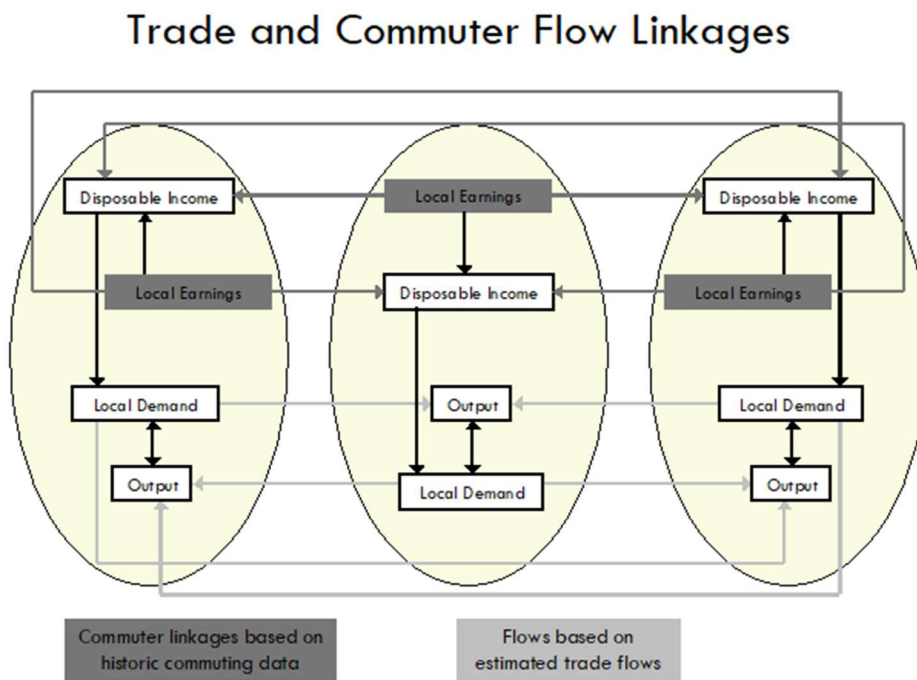 Trade and Commuter Flow Linkages
Disposable Income
Local Earnings
Disposable Income
Local Earnings
Disposable Income
Local Earnings
Local Demand
Output
Local Demand
Output
Local Demand
Output
Commuter linkages based on
historic commuting data
Flows based on
estimated trade flows